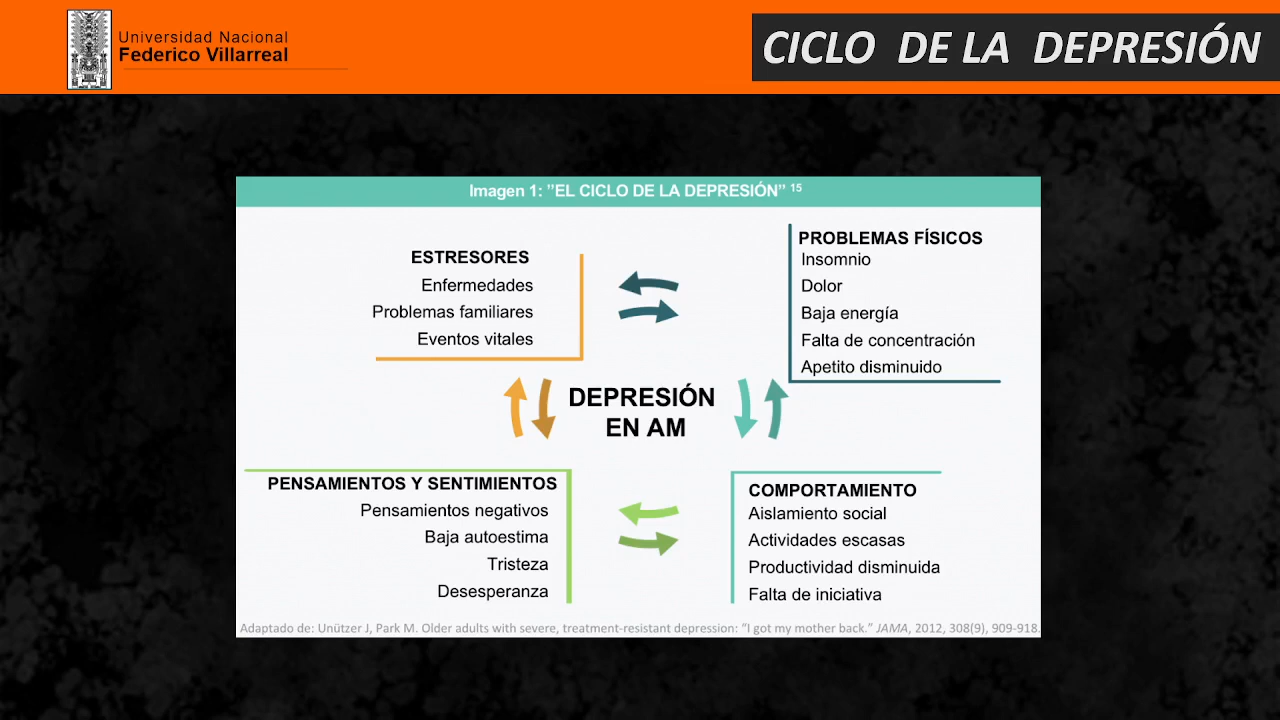 Universidad Nacional
Federico Villarreal
CICLO DE LA DEPRESIÓN
Imagen 1: ”EL CICLO DE LA DEPRESIÓN” 15
ESTRESORES
Enfermedades
Problemas familiares
Eventos vitales
PROBLEMAS FÍSICOS
Insomnio
Dolor
Baja energía
Falta de concentración
Apetito disminuido
DEPRESIÓN
EN AM
PENSAMIENTOS Y SENTIMIENTOS
Pensamientos negativos
Baja autoestima
Tristeza
Desesperanza
COMPORTAMIENTO
Aislamiento social
Actividades escasas
Productividad disminuida
Falta de iniciativa
Adaptado de: Unützer J, Park M. Older adults with severe, treatment-resistant depression: “I got my mother back.” JAMA, 2012, 308(9), 909-918.